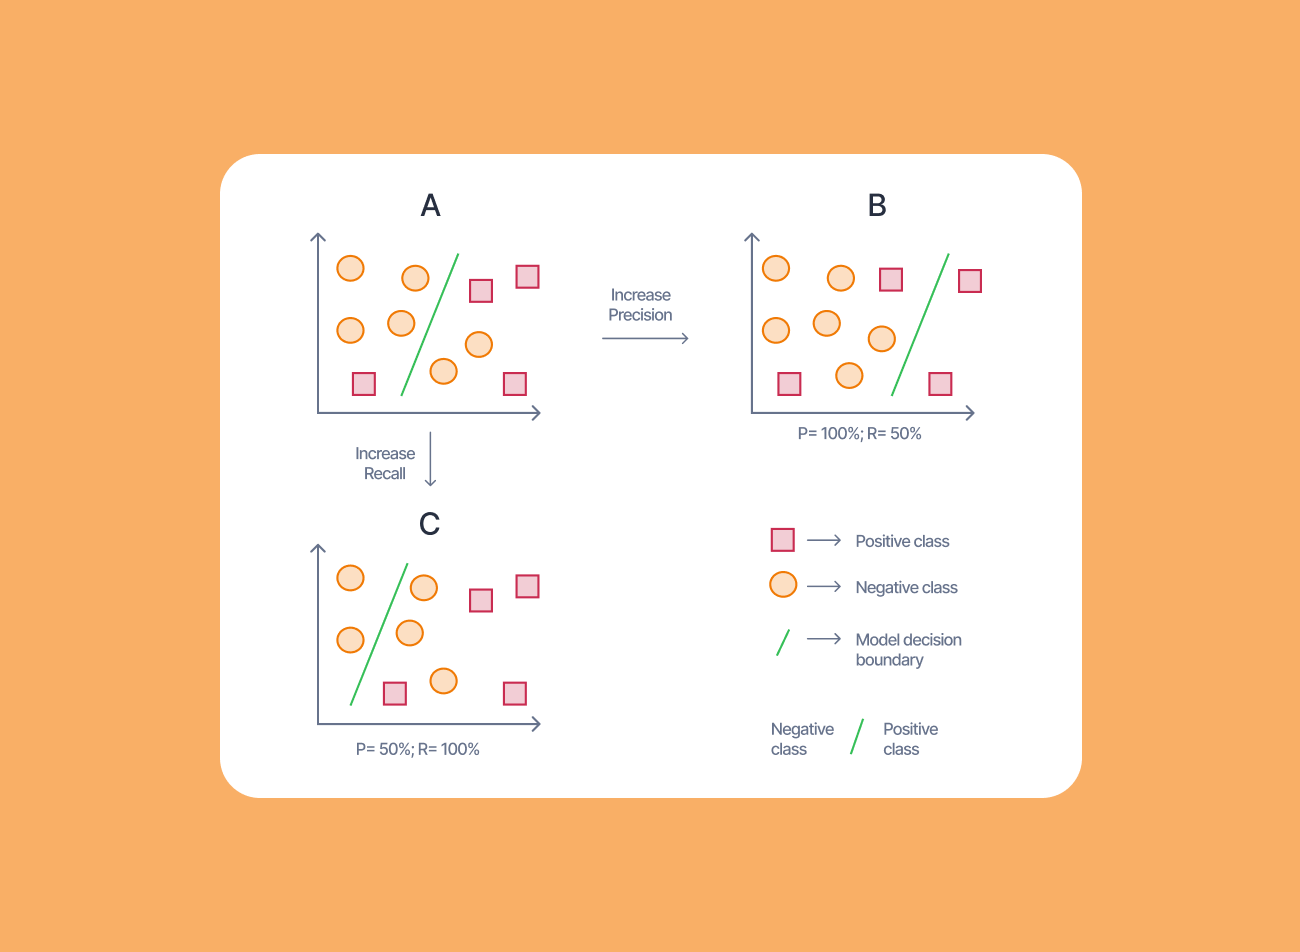 A
B
Increase
Precision
P= 100%; R= 50%
Increase
Recall
C
P= 50%; R= 100%
Positive class
Negative class
Model decision
boundary
Negative
class
Positive
class